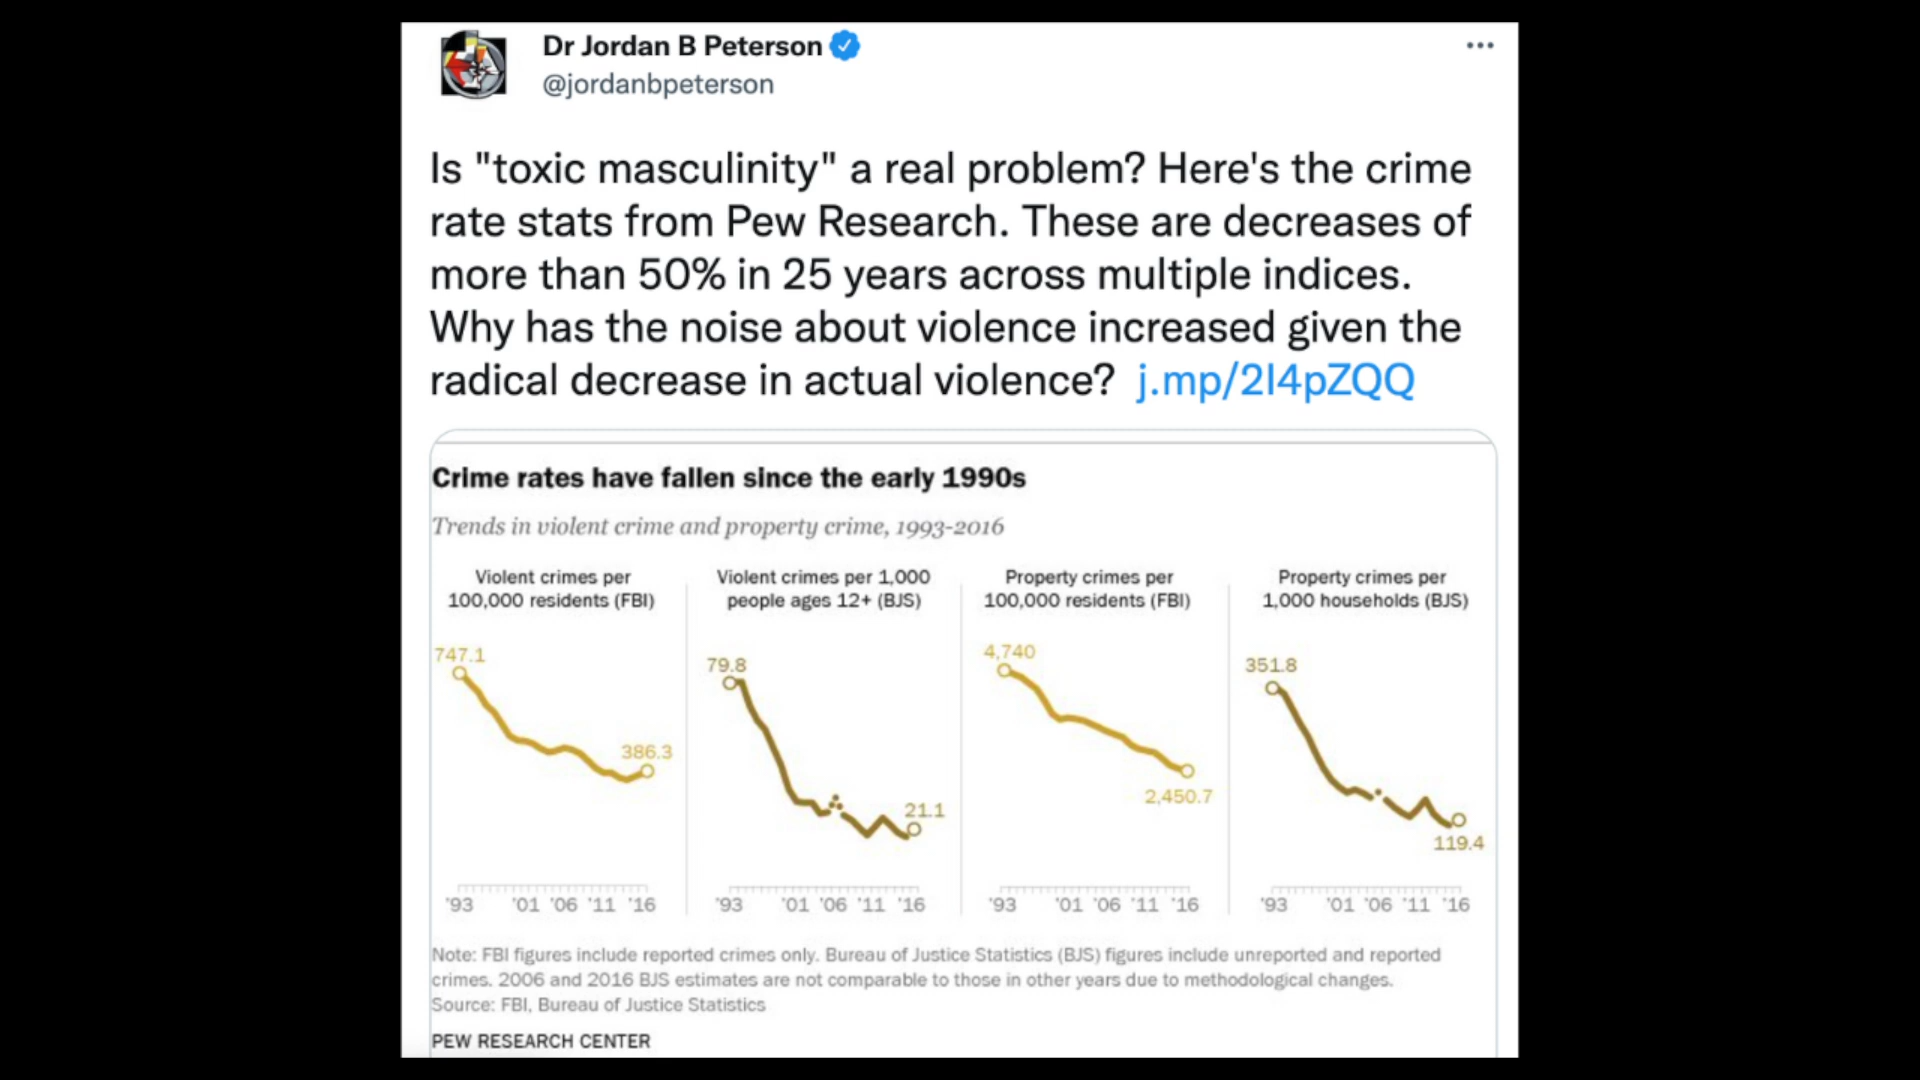 Dr Jordan B Peterson
@jordanbpeterson
Is "toxic masculinity" a real problem? Here's the crime
rate stats from Pew Research. These are decreases of
more than 50% in 25 years across multiple indices.
Why has the noise about violence increased given the
radical decrease in actual violence? j.mp/2I4pZQQ
Crime rates have fallen since the early 1990s
Trends in violent crime and property crime, 1993-2016
Violent crimes per
100,000 residents (FBI)
747.1
386.3
'93 '01 '06 '11 '16
Violent crimes per 1,000
people ages 12+ (BJS)
79.8
21.1
'93 '01 '06 '11 '16
Property crimes per
100,000 residents (FBI)
4,740
2,450.7
'93 '01 '06 '11 '16
Property crimes per
1,000 households (BJS)
351.8
119.4
'93 '01 '06 '11 '16
Note: FBI figures include reported crimes only. Bureau of Justice Statistics (BJS) figures include unreported and reported
crimes. 2006 and 2016 BJS estimates are not comparable to those in other years due to methodological changes.
Source: FBI, Bureau of Justice Statistics
PEW RESEARCH CENTER